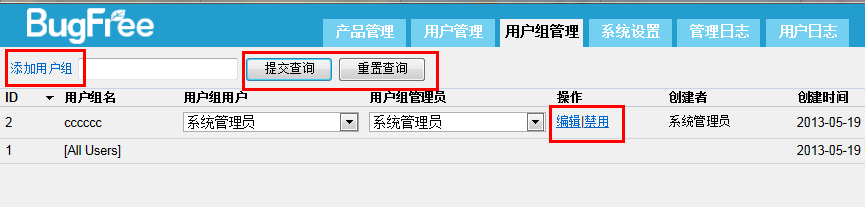 BugFree
产品管理 用户管理 用户组管理 系统设置 管理日志 用户日志
添加用户组 提交查询 重置查询
ID 用户组名 用户组用户 用户组管理员 操作 创建者 创建时间
2 cccccc 系统管理员 系统管理员 编辑|禁用 系统管理员 2013-05-19
1 [All Users] 2013-05-19